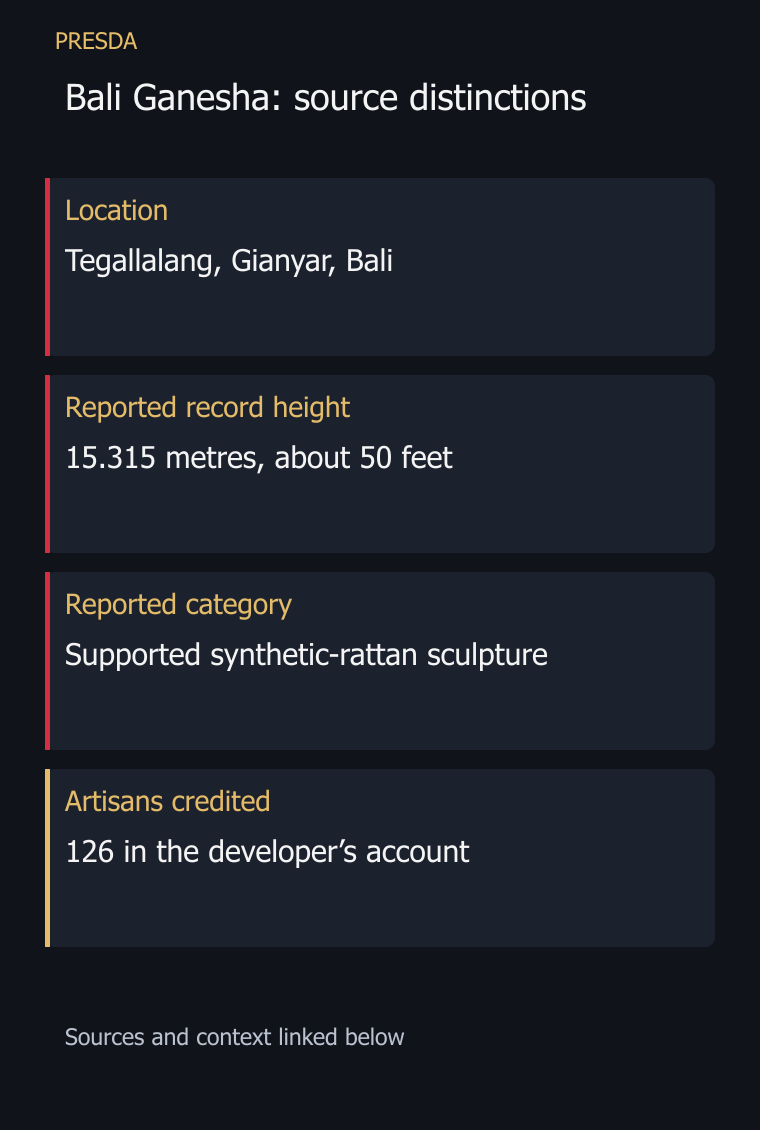 PRESDA
Bali Ganesha: source distinctions
Location
Tegallalang, Gianyar, Bali
Reported record height
15.315 metres, about 50 feet
Reported category
Supported synthetic-rattan sculpture
Artisans credited
126 in the developer’s account
Sources and context linked below